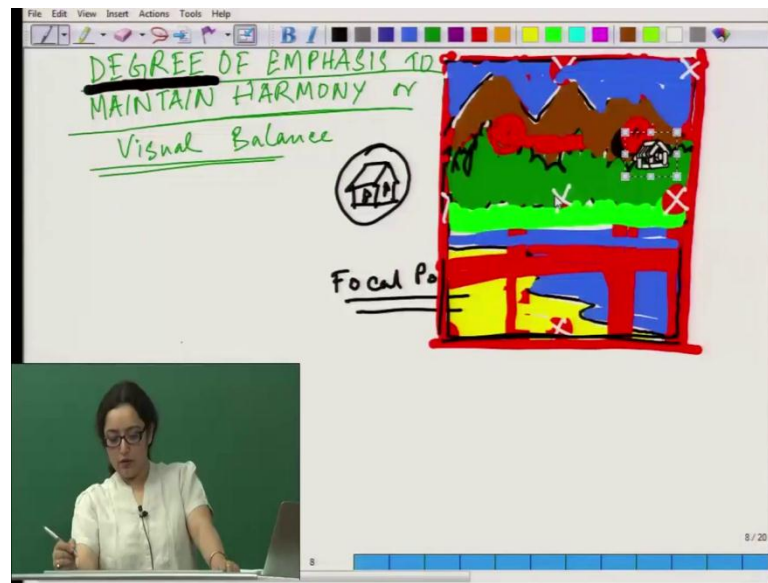 File Edit View Insert Actions Tools Help
B I
DEGREE OF EMPHASIS TO
MAINTAIN HARMONY or
Visual Balance
Focal Po
8 / 20
8